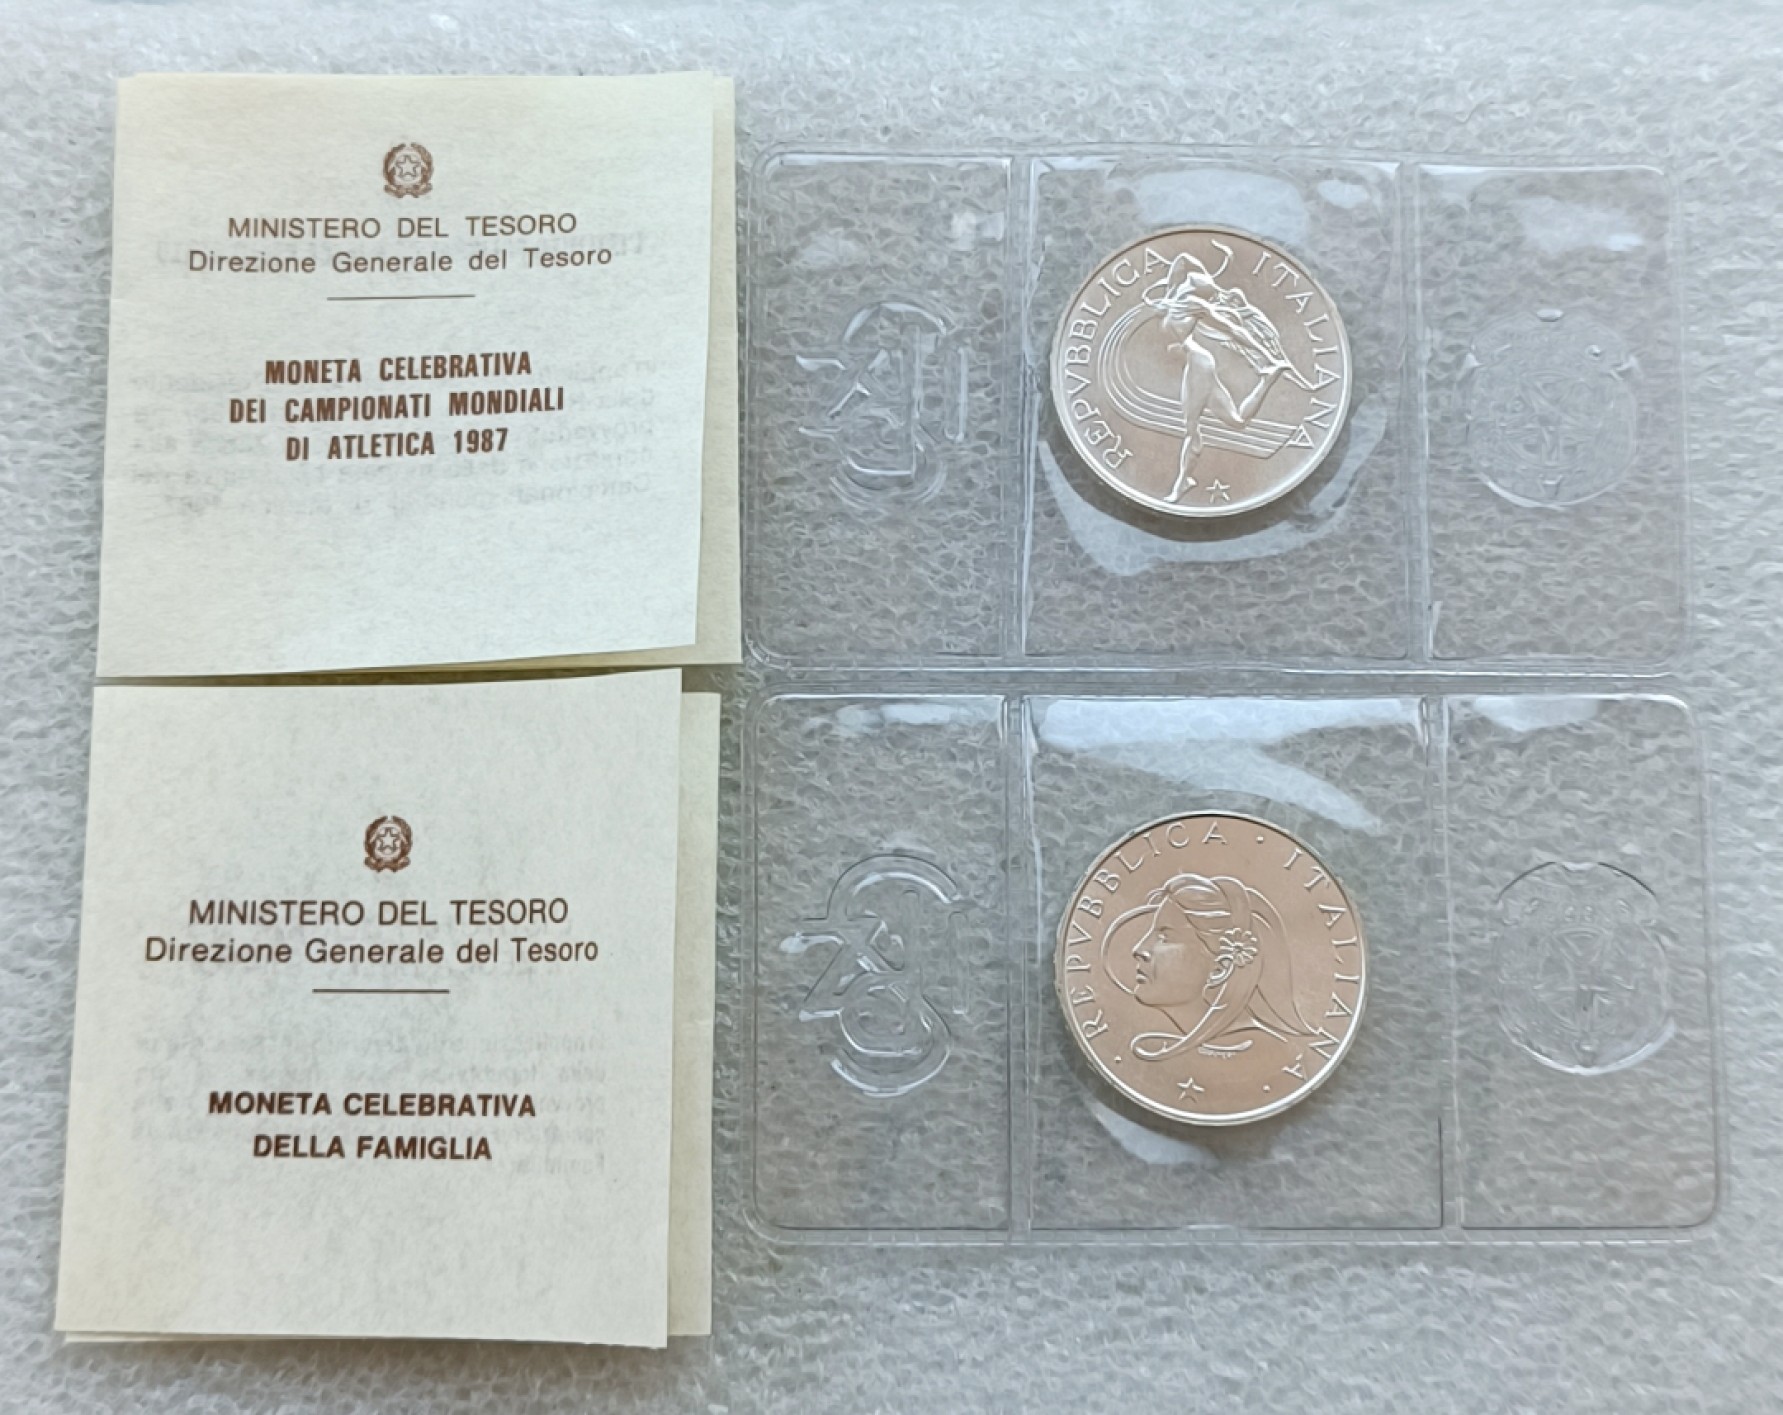 MINISTERO DEL TESORO
Direzione Generale del Tesoro
MONETA CELEBRATIVA
DEI CAMPIONATI MONDIALI
DI ATLETICA 1987
REPVBBLICA ITALIANA
MINISTERO DEL TESORO
Direzione Generale del Tesoro
MONETA CELEBRATIVA
DELLA FAMIGLIA
· REPVBBLICA · ITALIANA ·